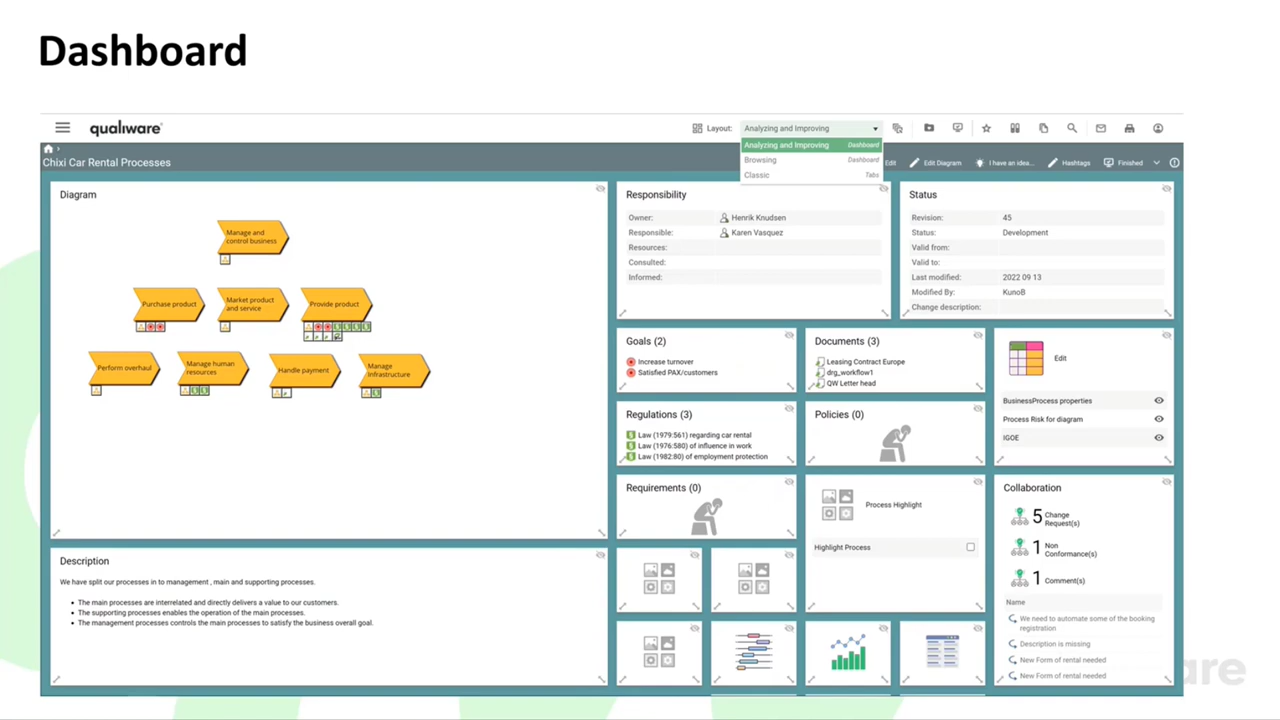 Dashboard
qualiware
Layout:
Analyzing and Improving
Analyzing and Improving Dashboard
Browsing Dashboard
Classic Tabs
Chixi Car Rental Processes
Edit
Edit Diagram
I have an idea...
Hashtags
Finished
Diagram
Manage and
control business
Purchase product
Market product
and service
Provide product
Perform overhaul
Manage human
resources
Handle payment
Manage
Infrastructure
Description
We have split our processes in to management , main and supporting processes.
• The main processes are interrelated and directly delivers a value to our customers.
• The supporting processes enables the operation of the main processes.
• The management processes controls the main processes to satisfy the business overall goal.
Responsibility
Owner: Henrik Knudsen
Responsible: Karen Vasquez
Resources:
Consulted:
Informed:
Status
Revision: 45
Status: Development
Valid from:
Valid to:
Last modified: 2022 09 13
Modified By: KunoB
Change description:
Goals (2)
Increase turnover
Satisfied PAX/customers
Documents (3)
Leasing Contract Europe
drg_workflow1
QW Letter head
Edit
BusinessProcess properties
Process Risk for diagram
IGOE
Regulations (3)
Law (1979:561) regarding car rental
Law (1976:580) of influence in work
Law (1982:80) of employment protection
Policies (0)
Requirements (0)
Process Highlight
Highlight Process
Collaboration
5 Change
Request(s)
1 Non
Conformance(s)
1 Comment(s)
Name
We need to automate some of the booking
registration
Description is missing
New Form of rental needed
New Form of rental needed
are